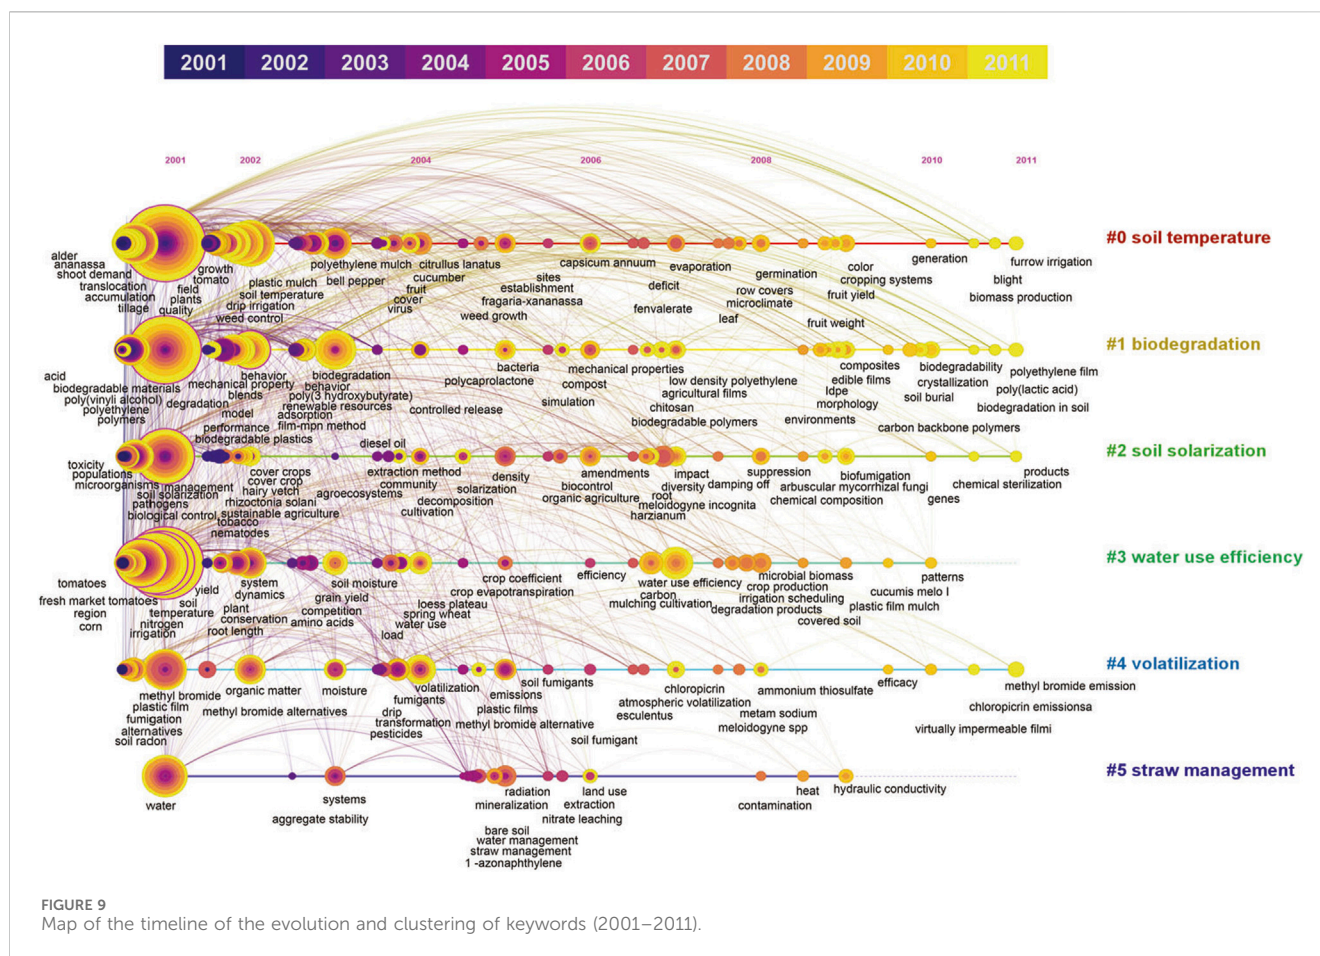 2001 2002 2003 2004 2005 2006 2007 2008 2009 2010 2011
2001 2002 2004 2006 2008 2010 2011
#0 soil temperature
alder
ananassa
shoot demand
translocation
accumulation
tillage
growth
tomato
field
plants
quality
plastic mulch
soil temperature
drip irrigation
weed control
polyethylene mulch
bell pepper
citrullus lanatus
cucumber
fruit
cover
virus
sites
establishment
fragaria-xananassa
weed growth
capsicum annuum
evaporation
deficit
fenvalerate
germination
row covers
microclimate
leaf
color
cropping systems
fruit yield
fruit weight
generation
furrow irrigation
blight
biomass production
#1 biodegradation
acid
biodegradable materials
poly(vinyli alcohol)
polyethylene
polymers
degradation
behavior
mechanical property
blends
model
performance
biodegradable plastics
biodegradation
behavior
poly(3 hydroxybutyrate)
renewable resources
adsorption
film-mpn method
controlled release
bacteria
polycaprolactone
simulation
mechanical properties
compost
low density polyethylene
agricultural films
chitosan
biodegradable polymers
composites
edible films
ldpe
morphology
environments
biodegradability
crystallization
soil burial
carbon backbone polymers
polyethylene film
poly(lactic acid)
biodegradation in soil
#2 soil solarization
toxicity
populations
microorganisms
management
soil solarization
pathogens
biological control
cover crops
cover crop
hairy vetch
rhizoctonia solani
sustainable agriculture
tobacco
nematodes
diesel oil
extraction method
community
agroecosystems
decomposition
cultivation
density
solarization
amendments
biocontrol
organic agriculture
impact
diversity
root
meloidogyne incognita
harzianum
suppression
damping off
arbuscular mycorrhizal fungi
chemical composition
biofumigation
genes
products
chemical sterilization
#3 water use efficiency
tomatoes
fresh market tomatoes
region
corn
yield
soil
temperature
nitrogen
irrigation
system
dynamics
plant
conservation
root length
soil moisture
grain yield
competition
amino acids
loess plateau
spring wheat
water use
load
crop coefficient
crop evapotranspiration
efficiency
water use efficiency
carbon
mulching cultivation
microbial biomass
crop production
irrigation scheduling
degradation products
covered soil
patterns
cucumis melo l
plastic film mulch
#4 volatilization
methyl bromide
plastic film
fumigation
alternatives
soil radon
organic matter
methyl bromide alternatives
moisture
volatilization
fumigants
drip
transformation
pesticides
emissions
plastic films
methyl bromide alternative
soil fumigants
soil fumigant
chloropicrin
atmospheric volatilization
esculentus
ammonium thiosulfate
metam sodium
meloidogyne spp
efficacy
methyl bromide emission
chloropicrin emissionsa
virtually impermeable filmi
#5 straw management
water
systems
aggregate stability
radiation
mineralization
bare soil
water management
straw management
1 -azonaphthylene
land use
extraction
nitrate leaching
heat
contamination
hydraulic conductivity
FIGURE 9
Map of the timeline of the evolution and clustering of keywords (2001–2011).